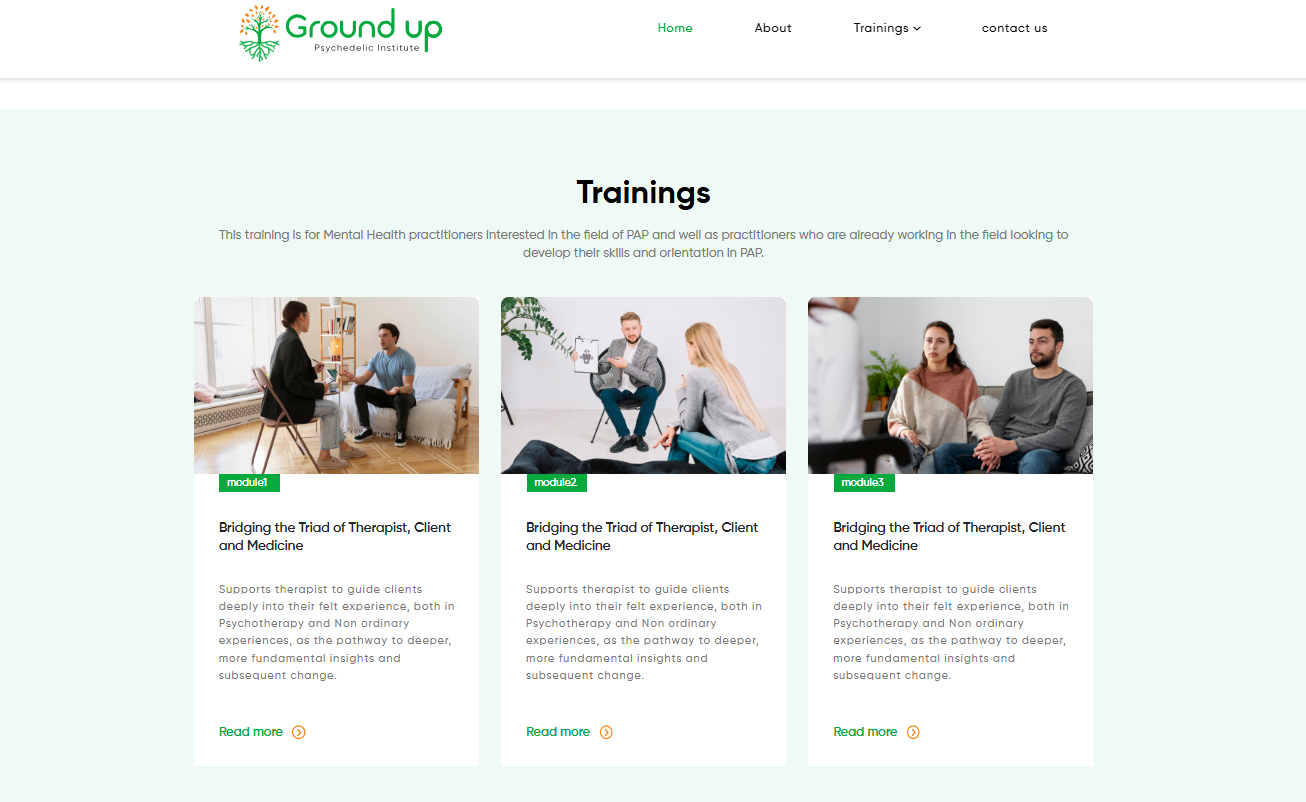 Ground up
Psychedelic Institute
Home
About
Trainings
contact us
Trainings
This training is for Mental Health practitioners interested in the field of PAP and well as practitioners who are already working in the field looking to
develop their skills and orientation in PAP.
module1
Bridging the Triad of Therapist, Client
and Medicine
Supports therapist to guide clients
deeply into their felt experience, both in
Psychotherapy and Non ordinary
experiences, as the pathway to deeper,
more fundamental insights and
subsequent change.
Read more
module2
Bridging the Triad of Therapist, Client
and Medicine
Supports therapist to guide clients
deeply into their felt experience, both in
Psychotherapy and Non ordinary
experiences, as the pathway to deeper,
more fundamental insights and
subsequent change.
Read more
module3
Bridging the Triad of Therapist, Client
and Medicine
Supports therapist to guide clients
deeply into their felt experience, both in
Psychotherapy and Non ordinary
experiences, as the pathway to deeper,
more fundamental insights and
subsequent change.
Read more